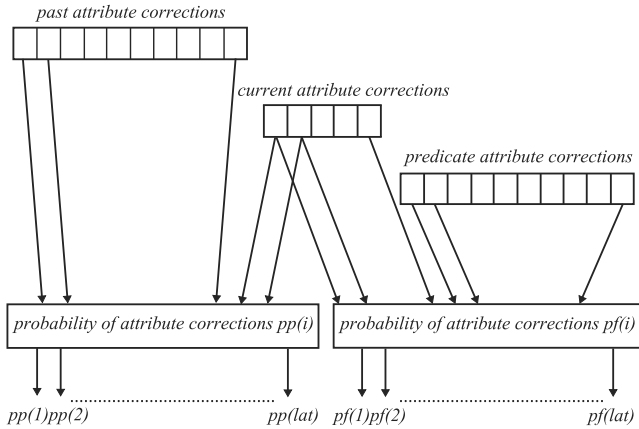 past attribute corrections
current attribute corrections
predicate attribute corrections
probability of attribute corrections pp(i)
probability of attribute corrections pf(i)
pp(1)pp(2)
pp(lat)
pf(1)pf(2)
pf(lat)